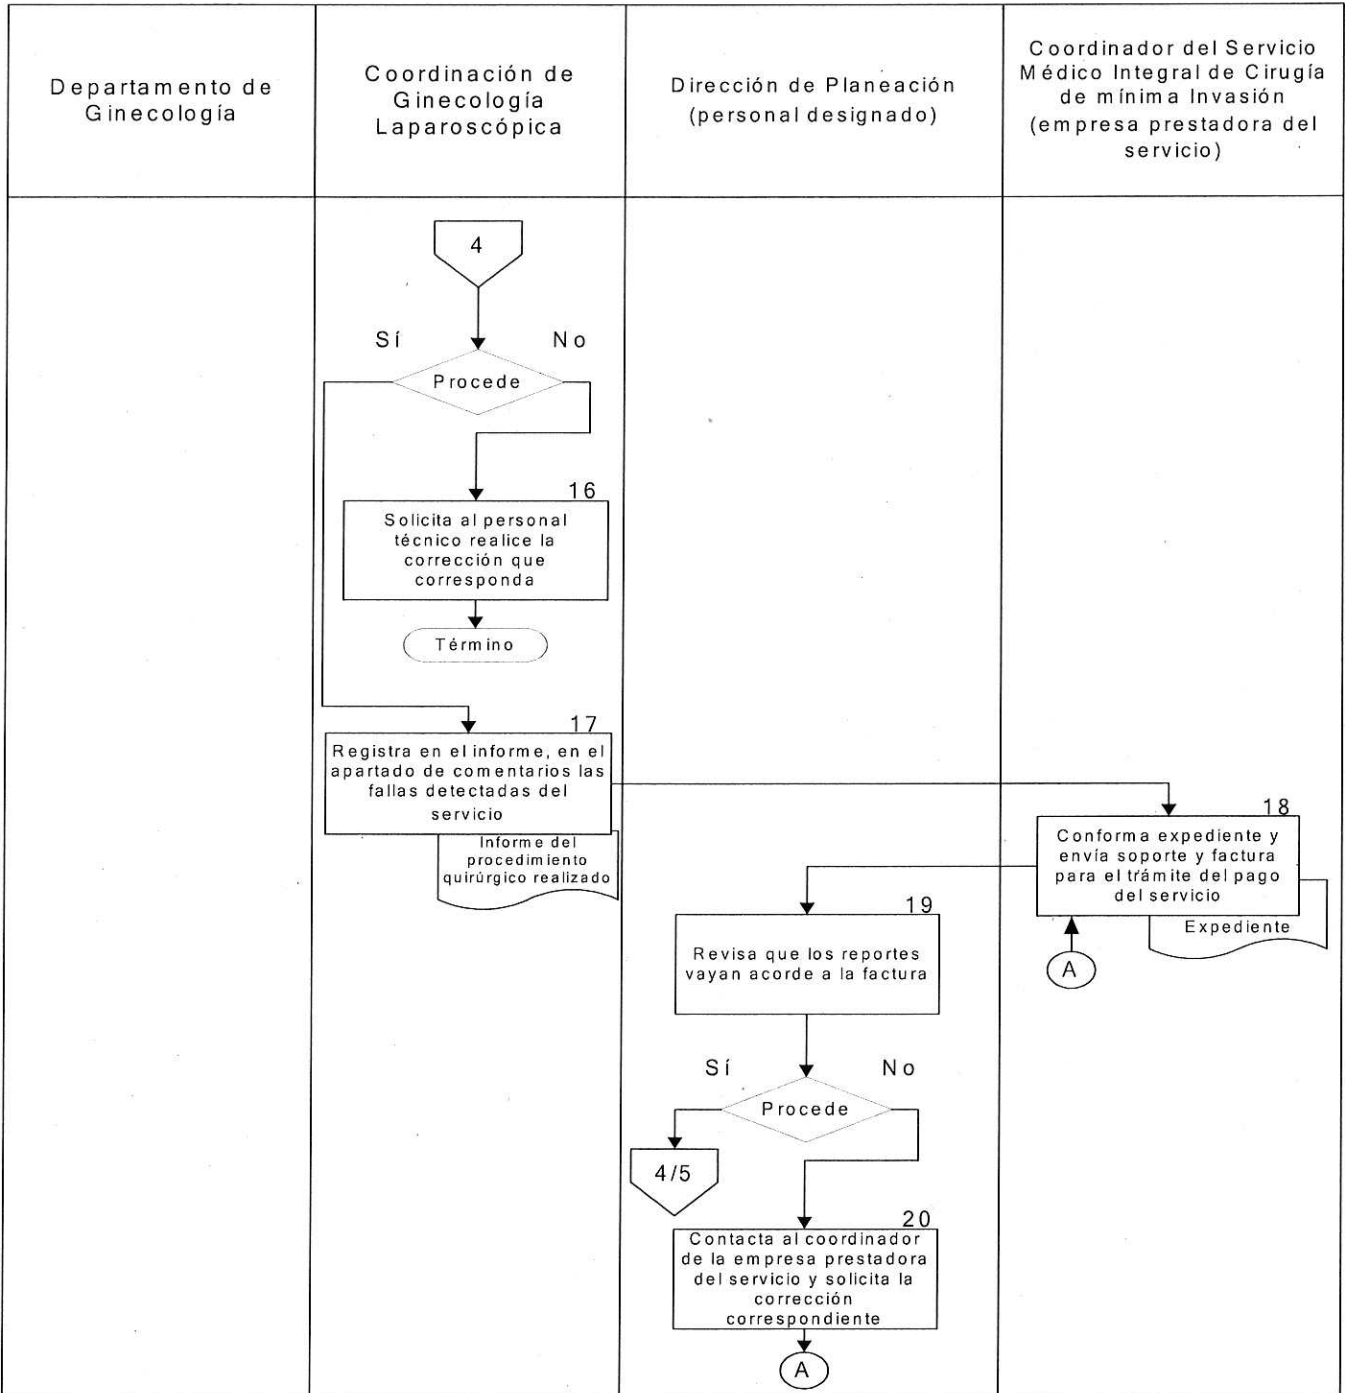 Departamento de
Ginecología
Coordinación de
Ginecología
Laparoscópica
Dirección de Planeación
(personal designado)
Coordinador del Servicio
Médico Integral de Cirugía
de mínima Invasión
(empresa prestadora del
servicio)
4
Sí
No
Procede
16
Solicita al personal
técnico realice la
corrección que
corresponda
Término
17
Registra en el informe, en el
apartado de comentarios las
fallas detectadas del
servicio
Informe del
procedimiento
quirúrgico realizado
18
Conforma expediente y
envía soporte y factura
para el trámite del pago
del servicio
Expediente
A
19
Revisa que los reportes
vayan acorde a la factura
Sí
No
Procede
4/5
20
Contacta al coordinador
de la empresa prestadora
del servicio y solicita la
corrección
correspondiente
A